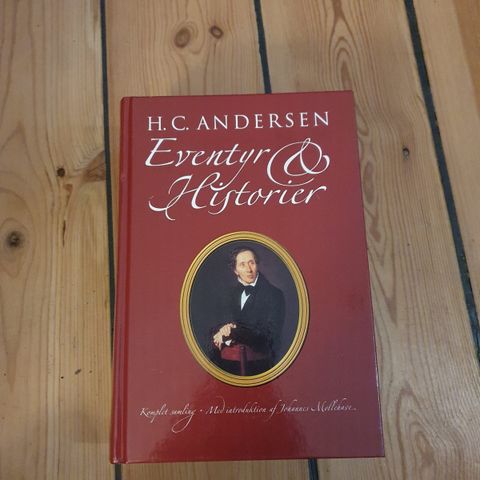 H. C. ANDERSEN
Eventyr &
Historier
Komplet samling • Med introduktion af Johannes Møllehave